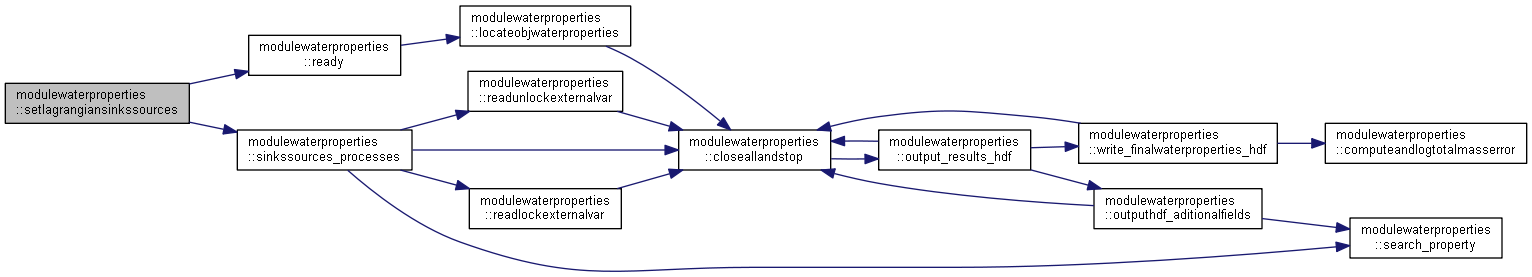 modulewaterproperties
::setlagrangiansinkssources
modulewaterproperties
::ready
modulewaterproperties
::locateobjwaterproperties
modulewaterproperties
::sinkssources_processes
modulewaterproperties
::readunlockexternalvar
modulewaterproperties
::readlockexternalvar
modulewaterproperties
::closeallandstop
modulewaterproperties
::output_results_hdf
modulewaterproperties
::write_finalwaterproperties_hdf
modulewaterproperties
::computeandlogtotalmasserror
modulewaterproperties
::outputhdf_aditionalfields
modulewaterproperties
::search_property